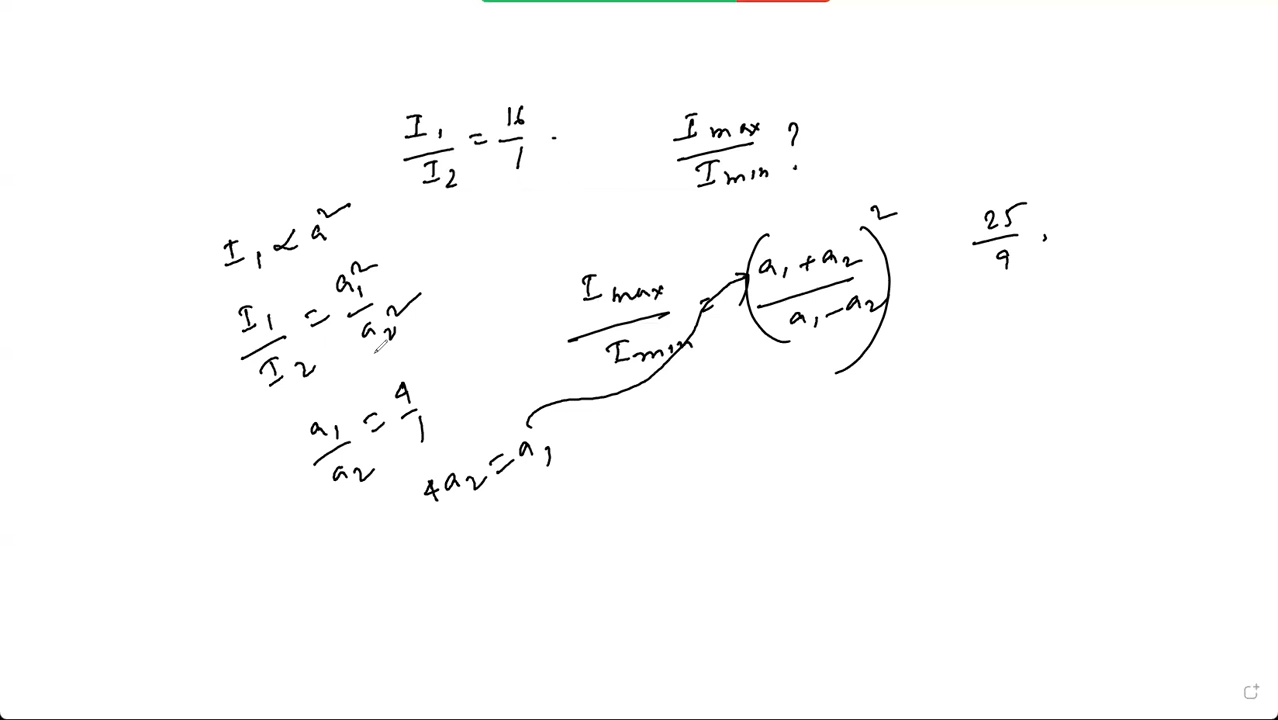 I₁/I₂ = 16/1 .
Imax/Imin ?
I₁ ∝ a²
I₁/I₂ = a₁²/a₂²
Imax/Imin = ((a₁ + a₂)/(a₁ - a₂))²
25/9 ,
a₁/a₂ = 4/1
4a₂ = a₁